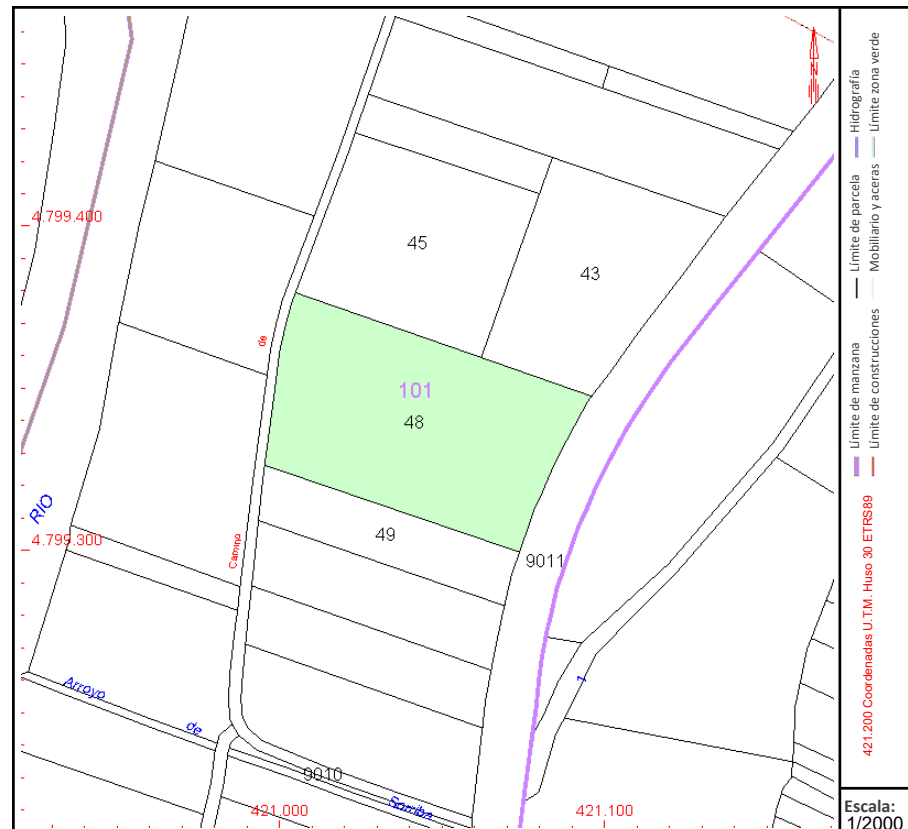 4.799.400
45
43
de
101
48
RIO
49
4.799.300
Camino
9011
Arroyo
de
1
9010
Sorriba
421.000
421.100
N
Límite de manzana
Límite de parcela
Hidrografía
Límite de construcciones
Mobiliario y aceras
Límite zona verde
421.200 Coordenadas U.T.M. Huso 30 ETRS89
Escala:
1/2000